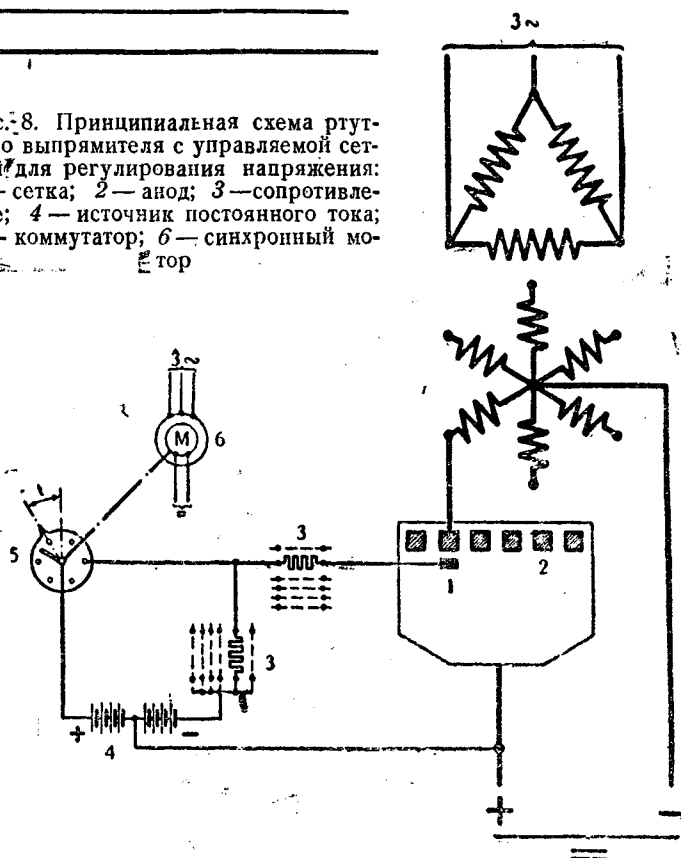 3~
с. 8. Принципиальная схема ртут-
о выпрямителя с управляемой сет-
для регулирования напряжения:
— сетка; 2 — анод; 3 — сопротивле-
е; 4 — источник постоянного тока;
— коммутатор; 6 — синхронный мо-
тор
3~
М
6
5
3
1
2
3
+
4
−
+
−